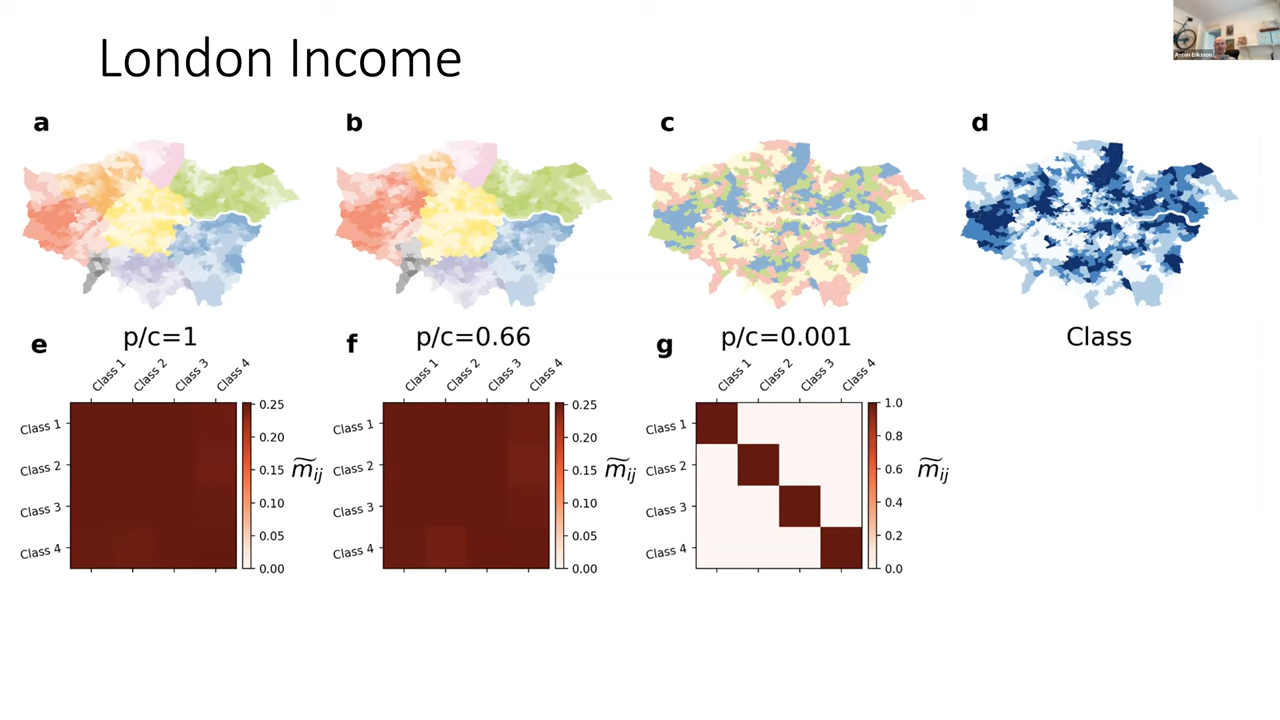 London Income
Anton Eriksson
a
b
c
d
p/c=1
p/c=0.66
p/c=0.001
Class
e
Class 1
Class 2
Class 3
Class 4
Class 1
Class 2
Class 3
Class 4
0.25
0.20
0.15
0.10
0.05
0.00
m̃ij
f
Class 1
Class 2
Class 3
Class 4
Class 1
Class 2
Class 3
Class 4
0.25
0.20
0.15
0.10
0.05
0.00
m̃ij
g
Class 1
Class 2
Class 3
Class 4
Class 1
Class 2
Class 3
Class 4
1.0
0.8
0.6
0.4
0.2
0.0
m̃ij